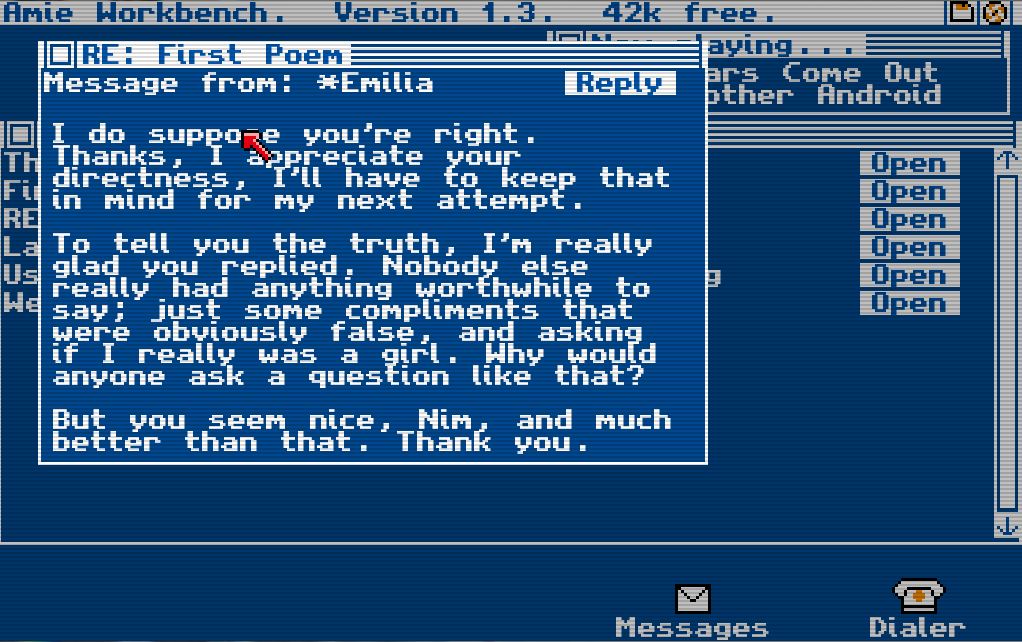 Amie Workbench. Version 1.3. 42k free.
RE: First Poem
Message from: *Emilia
Reply
I do suppose you're right.
Thanks, I appreciate your
directness, I'll have to keep that
in mind for my next attempt.
To tell you the truth, I'm really
glad you replied. Nobody else
really had anything worthwhile to
say; just some compliments that
were obviously false, and asking
if I really was a girl. Why would
anyone ask a question like that?
But you seem nice, Nim, and much
better than that. Thank you.
playing...
Come Out
Android
Open
Open
Open
Open
Open
Open
Messages
Dialer